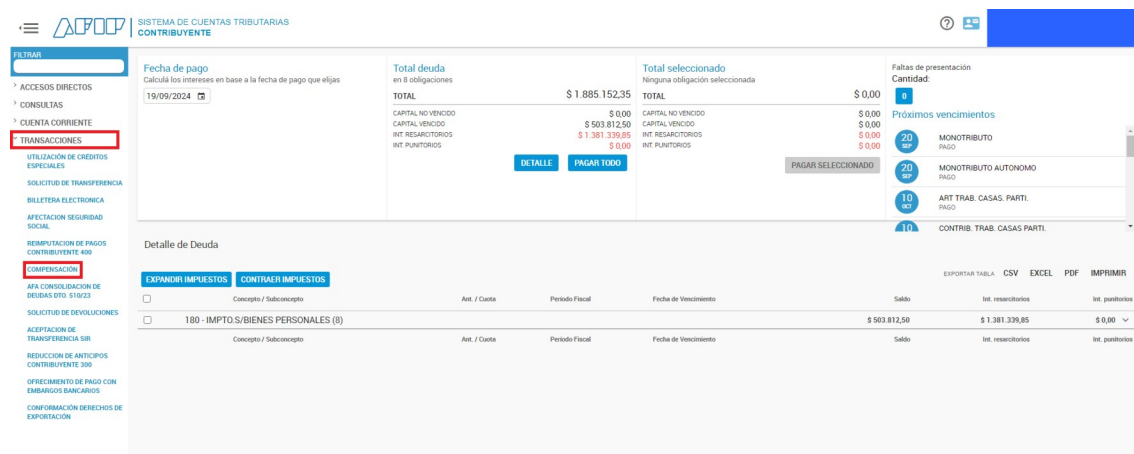 AFIP
SISTEMA DE CUENTAS TRIBUTARIAS
CONTRIBUYENTE
FILTRAR
ACCESOS DIRECTOS
CONSULTAS
CUENTA CORRIENTE
TRANSACCIONES
UTILIZACIÓN DE CRÉDITOS
ESPECIALES
SOLICITUD DE TRANSFERENCIA
BILLETERA ELECTRONICA
AFECTACION SEGURIDAD
SOCIAL
REIMPUTACION DE PAGOS
CONTRIBUYENTE 400
COMPENSACIÓN
AFA CONSOLIDACION DE
DEUDAS DTO. 510/23
SOLICITUD DE DEVOLUCIONES
ACEPTACION DE
TRANSFERENCIA SIR
REDUCCION DE ANTICIPOS
CONTRIBUYENTE 300
OFRECIMIENTO DE PAGO CON
EMBARGOS BANCARIOS
CONFORMACIÓN DERECHOS DE
EXPORTACIÓN
Fecha de pago
Calculá los intereses en base a la fecha de pago que elijas
19/09/2024
Total deuda
en 8 obligaciones
TOTAL $ 1.885.152,35
CAPITAL NO VENCIDO $ 0,00
CAPITAL VENCIDO $ 503.812,50
INT. RESARCITORIOS $ 1.381.339,85
INT. PUNITORIOS $ 0,00
DETALLE PAGAR TODO
Total seleccionado
Ninguna obligación seleccionada
TOTAL $ 0,00
CAPITAL NO VENCIDO $ 0,00
CAPITAL VENCIDO $ 0,00
INT. RESARCITORIOS $ 0,00
INT. PUNITORIOS $ 0,00
PAGAR SELECCIONADO
Faltas de presentación
Cantidad:
0
Próximos vencimientos
20 SEP MONOTRIBUTO
PAGO
20 SEP MONOTRIBUTO AUTONOMO
PAGO
10 OCT ART TRAB. CASAS. PARTI.
PAGO
10 CONTRIB. TRAB. CASAS PARTI.
Detalle de Deuda
EXPANDIR IMPUESTOS CONTRAER IMPUESTOS
EXPORTAR TABLA CSV EXCEL PDF IMPRIMIR
Concepto / Subconcepto Ant. / Cuota Período Fiscal Fecha de Vencimiento Saldo Int. resarcitorios Int. punitorios
180 - IMPTO.S/BIENES PERSONALES (8) $ 503.812,50 $ 1.381.339,85 $ 0,00
Concepto / Subconcepto Ant. / Cuota Período Fiscal Fecha de Vencimiento Saldo Int. resarcitorios Int. punitorios